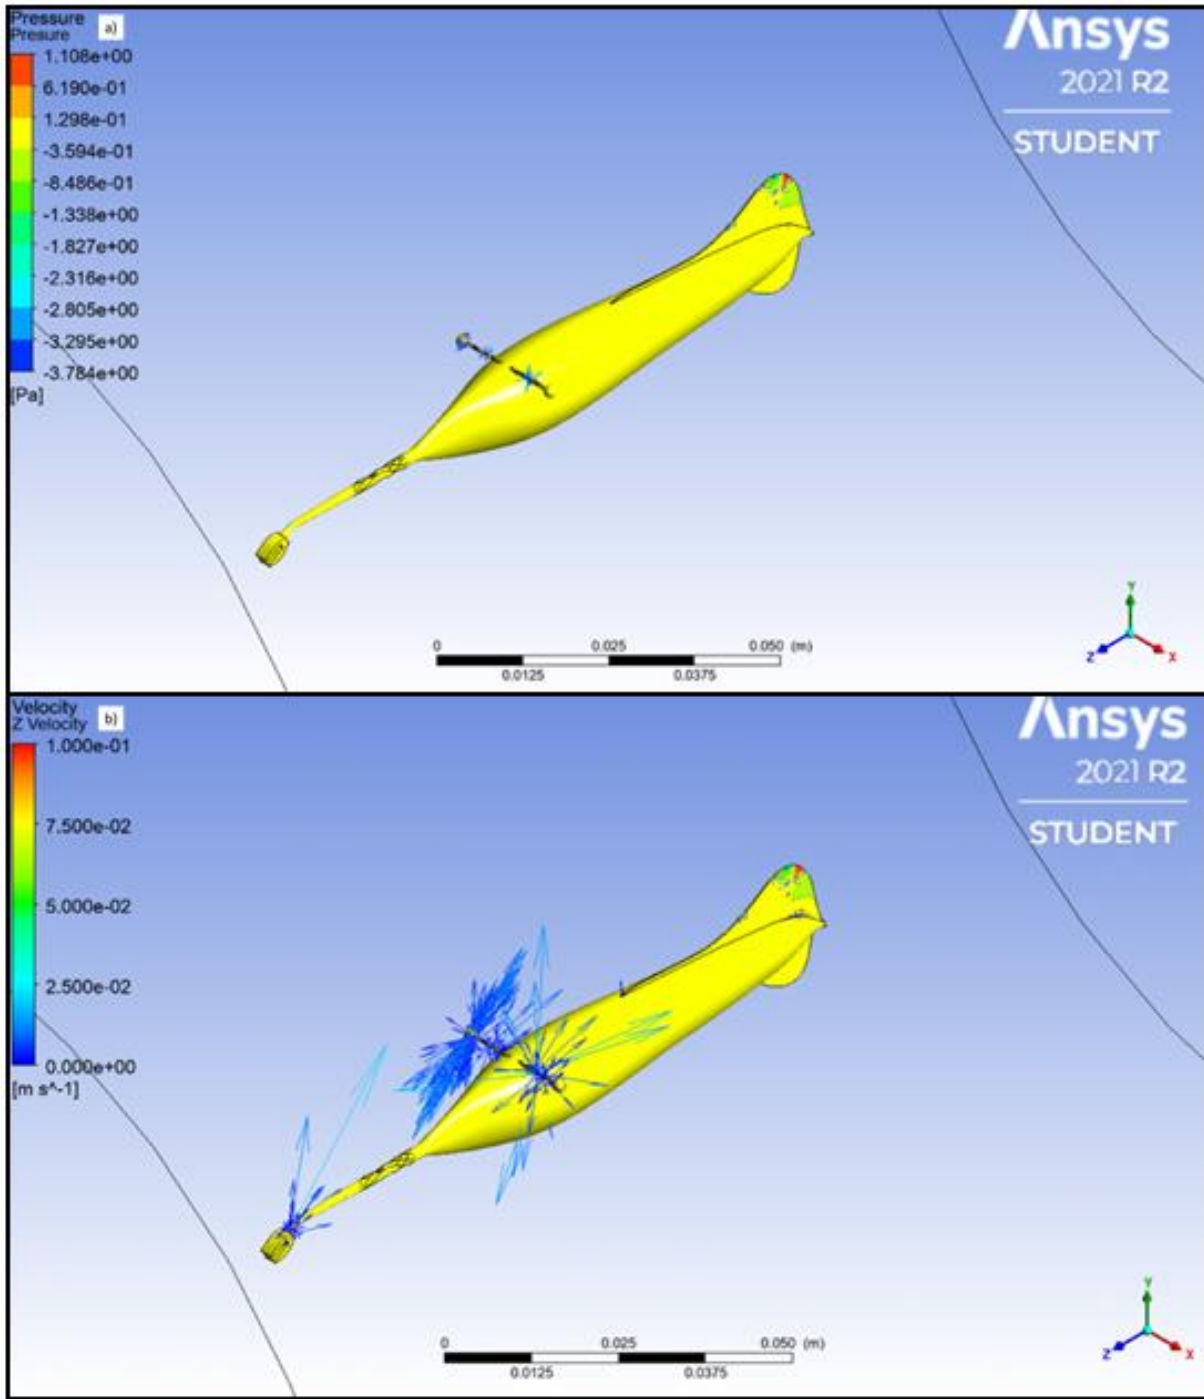 Pressure
Presure
a)
1.108e+00
6.190e-01
1.298e-01
-3.594e-01
-8.486e-01
-1.338e+00
-1.827e+00
-2.316e+00
-2.805e+00
-3.295e+00
-3.784e+00
[Pa]
Ansys
2021 R2
STUDENT
Y
Z
X
0
0.025
0.050 (m)
0.0125
0.0375
Velocity
Z Velocity
b)
1.000e-01
7.500e-02
5.000e-02
2.500e-02
0.000e+00
[m s^-1]
Ansys
2021 R2
STUDENT
Y
Z
X
0
0.025
0.050 (m)
0.0125
0.0375